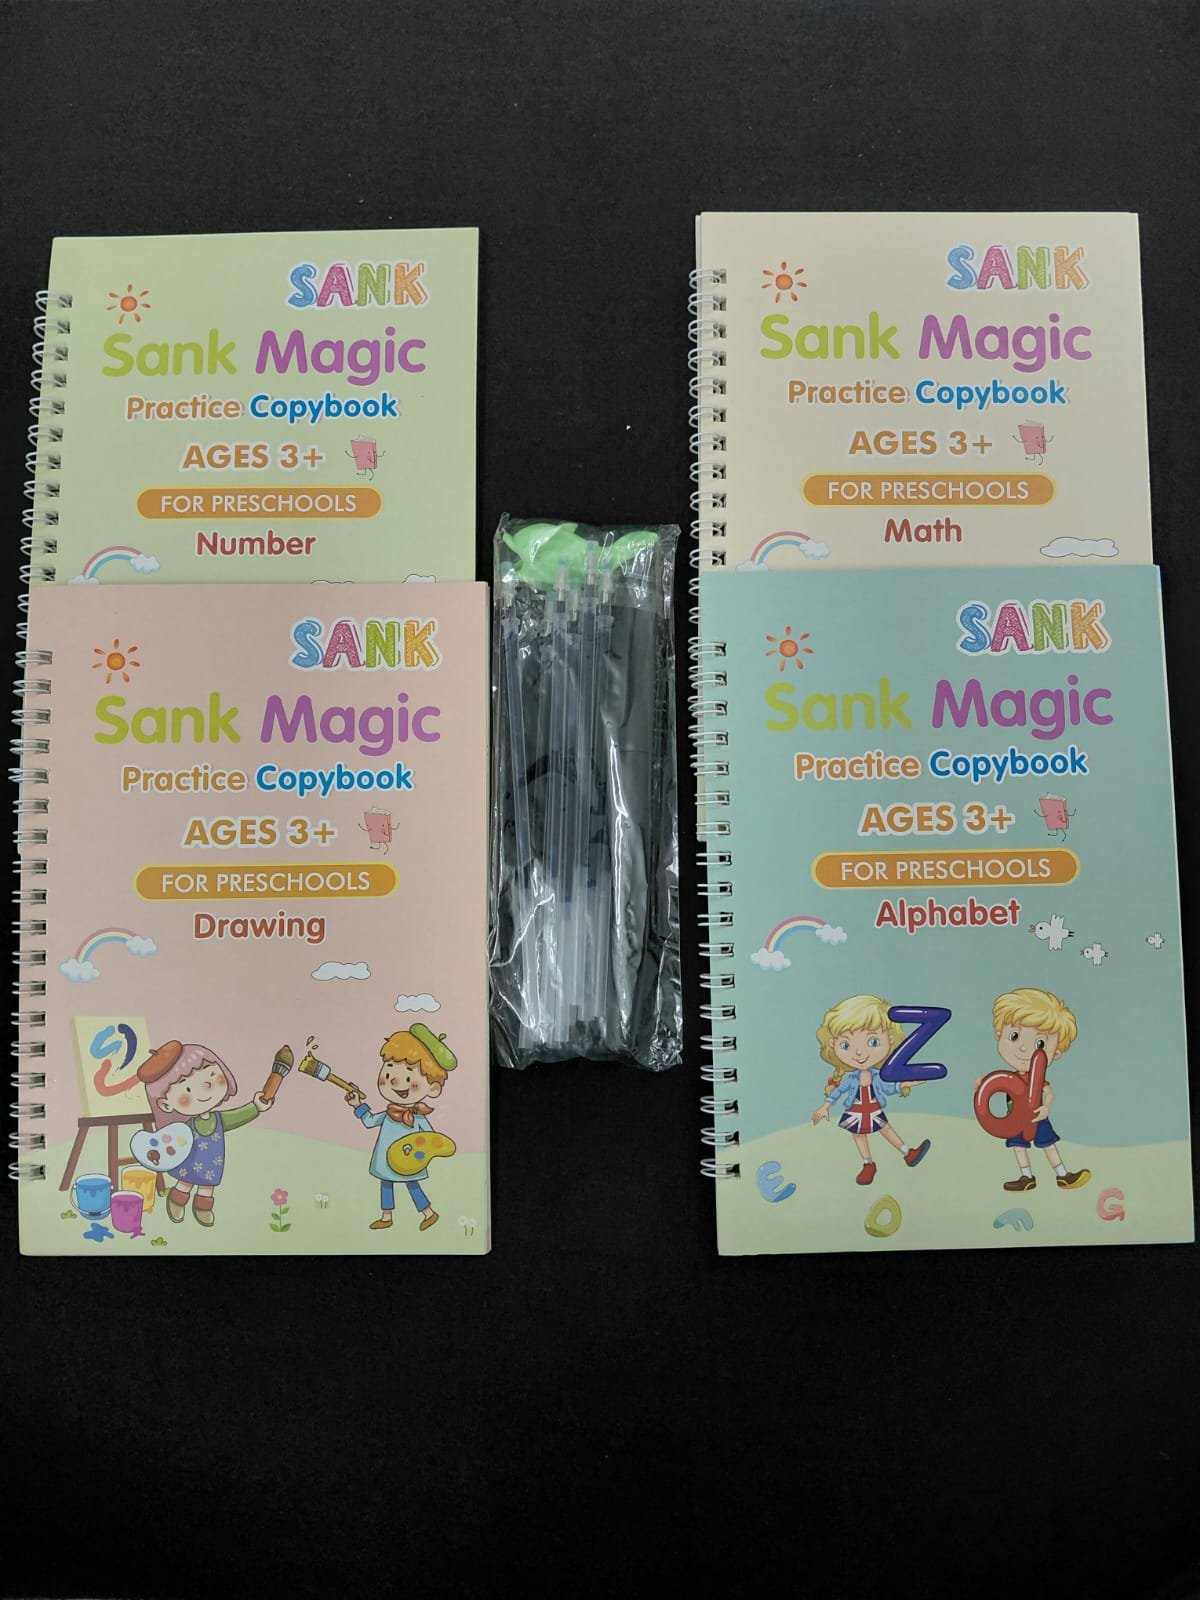 SANK
Sank Magic
Practice Copybook
AGES 3+
FOR PRESCHOOLS
Number
SANK
Sank Magic
Practice Copybook
AGES 3+
FOR PRESCHOOLS
Math
SANK
Sank Magic
Practice Copybook
AGES 3+
FOR PRESCHOOLS
Drawing
SANK
Sank Magic
Practice Copybook
AGES 3+
FOR PRESCHOOLS
Alphabet
Z
d
E
O
F
G